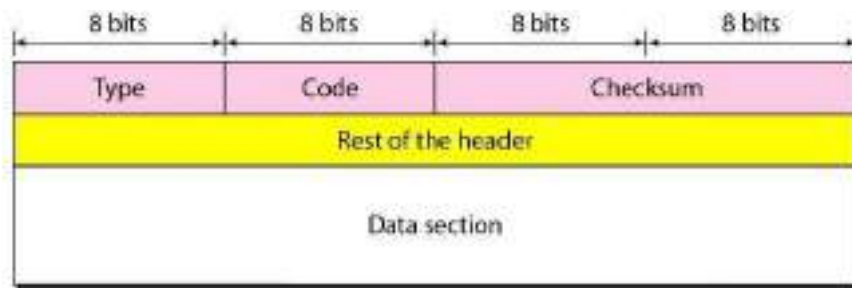 8 bits 8 bits 8 bits 8 bits
Type Code Checksum
Rest of the header
Data section